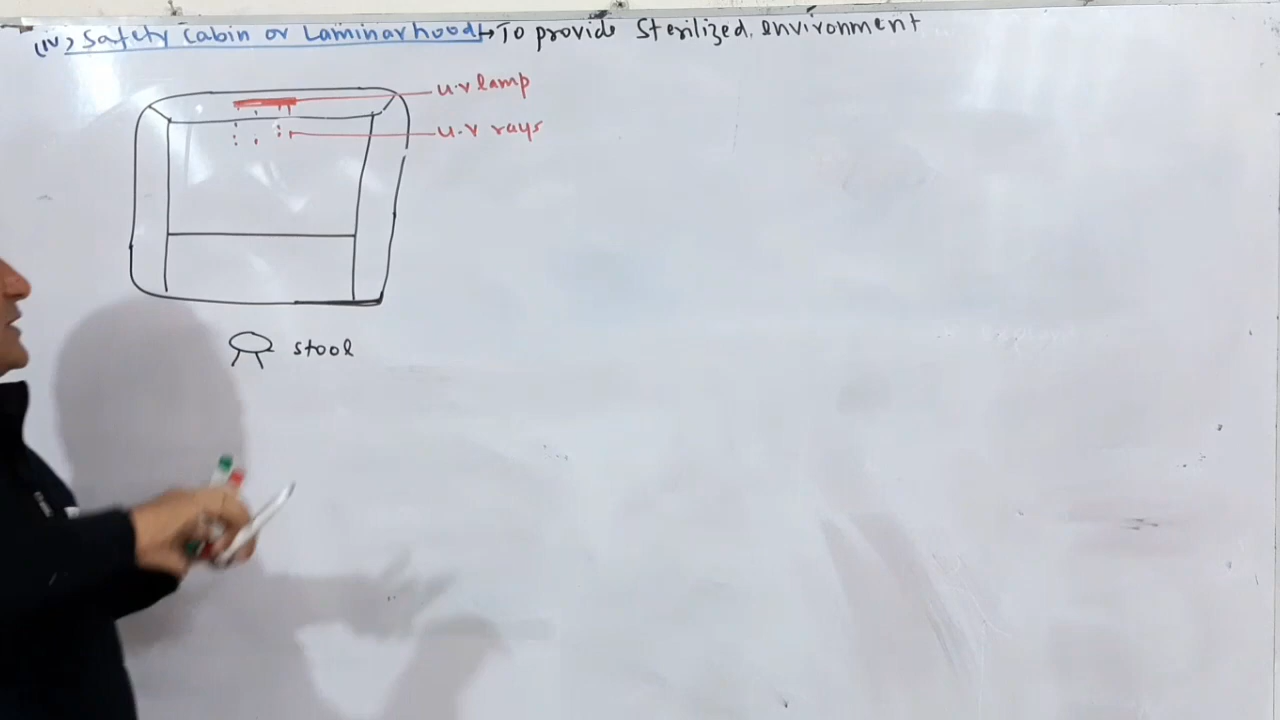 (IV) Safety Cabin or Laminar hood → To provide Sterilized environment
u.v lamp
u.v rays
stool